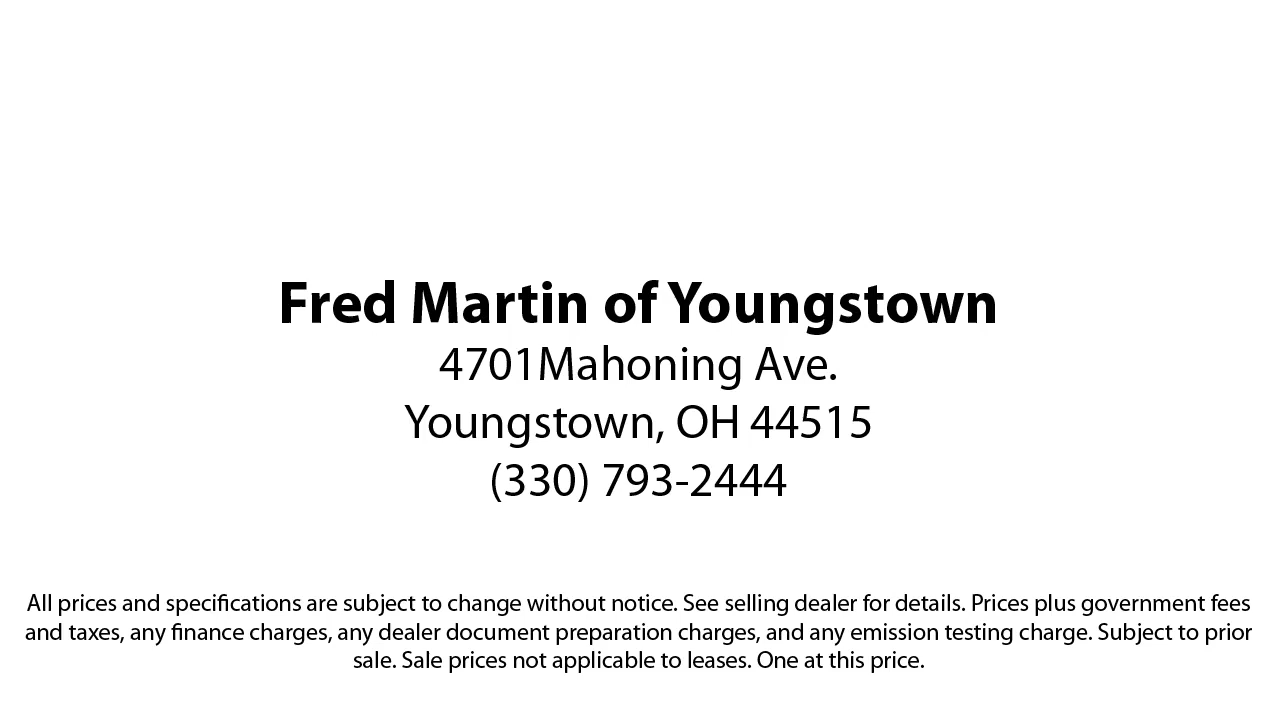 Fred Martin of Youngstown
4701Mahoning Ave.
Youngstown, OH 44515
(330) 793-2444
All prices and specifications are subject to change without notice. See selling dealer for details. Prices plus government fees
and taxes, any finance charges, any dealer document preparation charges, and any emission testing charge. Subject to prior
sale. Sale prices not applicable to leases. One at this price.